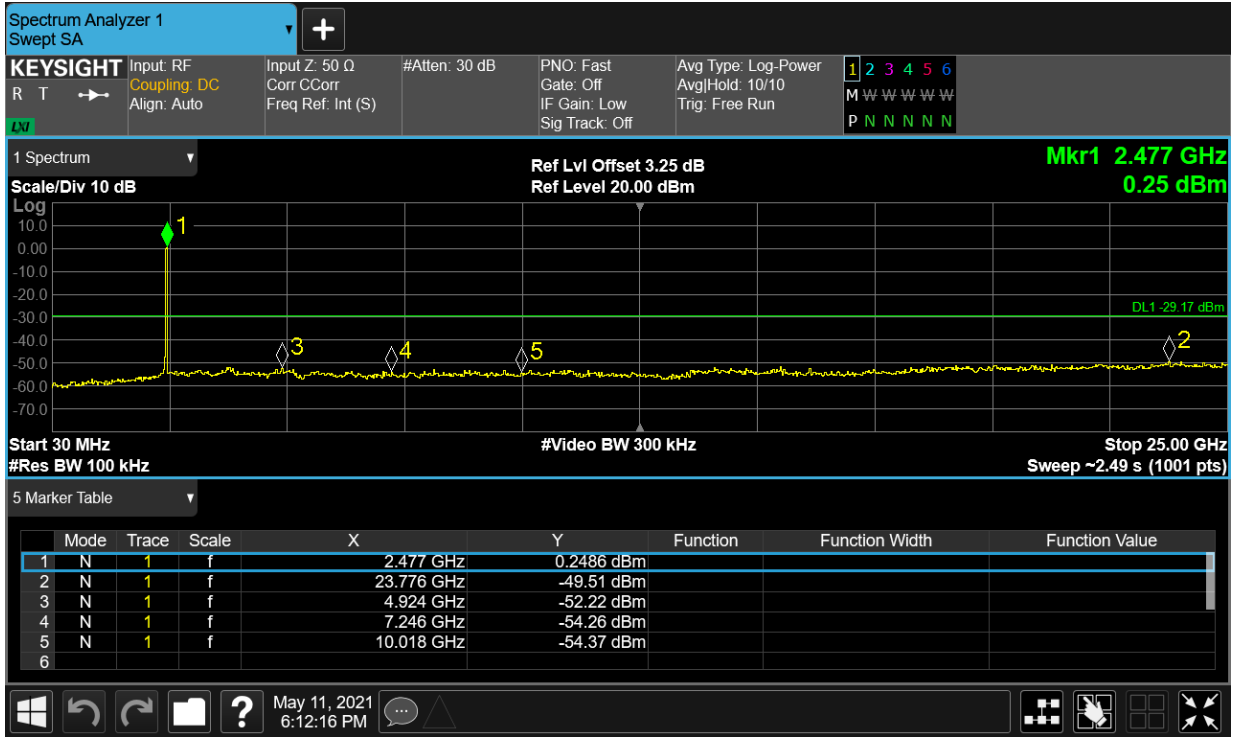 Spectrum Analyzer 1
Swept SA
KEYSIGHT
R T
LXI
Input: RF
Coupling: DC
Align: Auto
Input Z: 50 Ω
Corr CCorr
Freq Ref: Int (S)
#Atten: 30 dB
PNO: Fast
Gate: Off
IF Gain: Low
Sig Track: Off
Avg Type: Log-Power
Avg|Hold: 10/10
Trig: Free Run
1 2 3 4 5 6
M W W W W W
P N N N N N
1 Spectrum
Scale/Div 10 dB
Ref Lvl Offset 3.25 dB
Ref Level 20.00 dBm
Mkr1 2.477 GHz
0.25 dBm
Log
10.0
0.00
-10.0
-20.0
-30.0
-40.0
-50.0
-60.0
-70.0
1
DL1 -29.17 dBm
3
4
5
2
Start 30 MHz
#Video BW 300 kHz
Stop 25.00 GHz
#Res BW 100 kHz
Sweep ~2.49 s (1001 pts)
5 Marker Table
Mode Trace Scale X Y Function Function Width Function Value
1 N 1 f 2.477 GHz 0.2486 dBm
2 N 1 f 23.776 GHz -49.51 dBm
3 N 1 f 4.924 GHz -52.22 dBm
4 N 1 f 7.246 GHz -54.26 dBm
5 N 1 f 10.018 GHz -54.37 dBm
6
?
May 11, 2021
6:12:16 PM